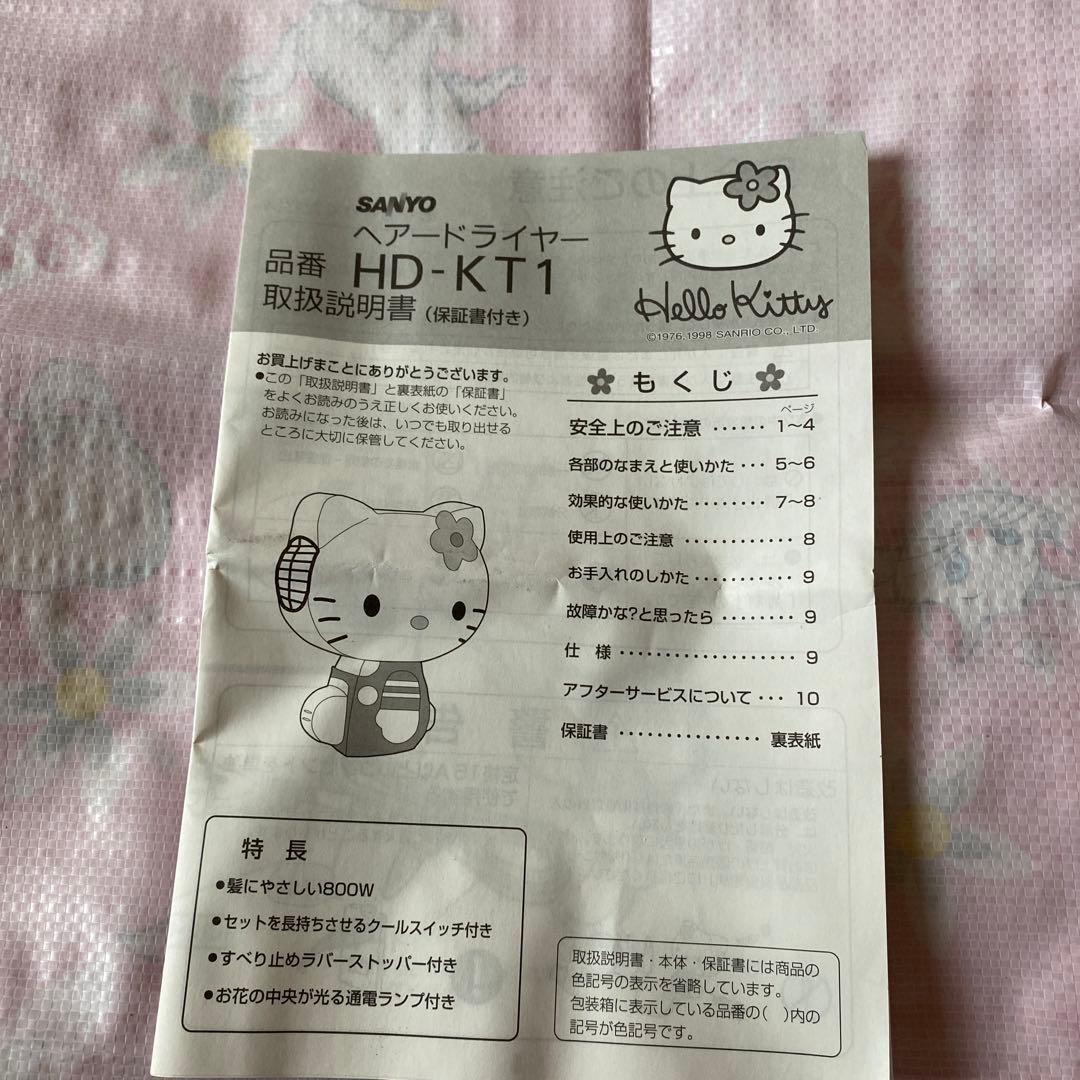 SANYO
ヘアードライヤー
品番 HD-KT1
取扱説明書(保証書付き)
Hello Kitty
©1976,1998 SANRIO CO., LTD.
お買上げまことにありがとうございます。
●この「取扱説明書」と裏表紙の「保証書」
をよくお読みのうえ正しくお使いください。
お読みになった後は、いつでも取り出せる
ところに大切に保管してください。
もくじ
ページ
安全上のご注意 ‥‥‥ 1〜4
各部のなまえと使いかた ‥‥ 5〜6
効果的な使いかた ‥‥‥‥ 7〜8
使用上のご注意 ‥‥‥‥‥‥ 8
お手入れのしかた ‥‥‥‥‥ 9
故障かな?と思ったら ‥‥‥‥ 9
仕様 ‥‥‥‥‥‥‥‥‥ 9
アフターサービスについて ‥‥ 10
保証書 ‥‥‥‥‥‥‥ 裏表紙
特長
●髪にやさしい800W
●セットを長持ちさせるクールスイッチ付き
●すべり止めラバーストッパー付き
●お花の中央が光る通電ランプ付き
取扱説明書・本体・保証書には商品の
色記号の表示を省略しています。
包装箱に表示している品番の( )内の
記号が色記号です。